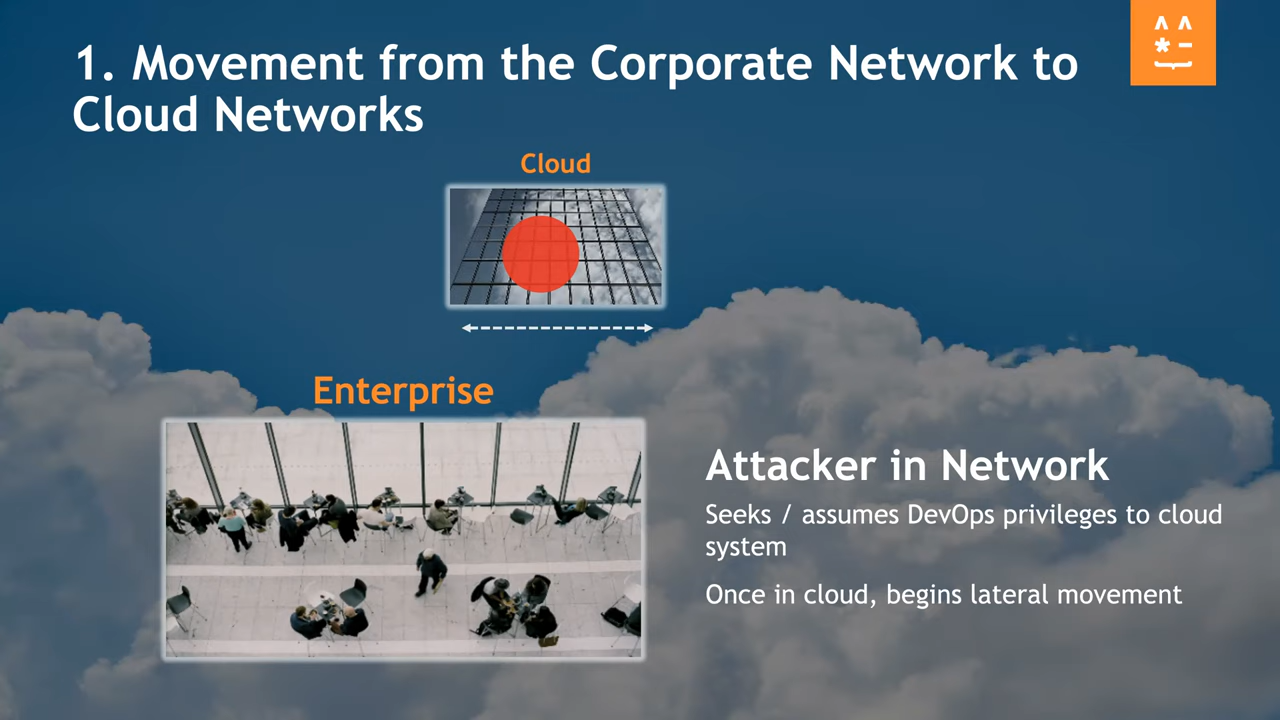 1. Movement from the Corporate Network to
Cloud Networks
Cloud
Enterprise
Attacker in Network
Seeks / assumes DevOps privileges to cloud
system
Once in cloud, begins lateral movement